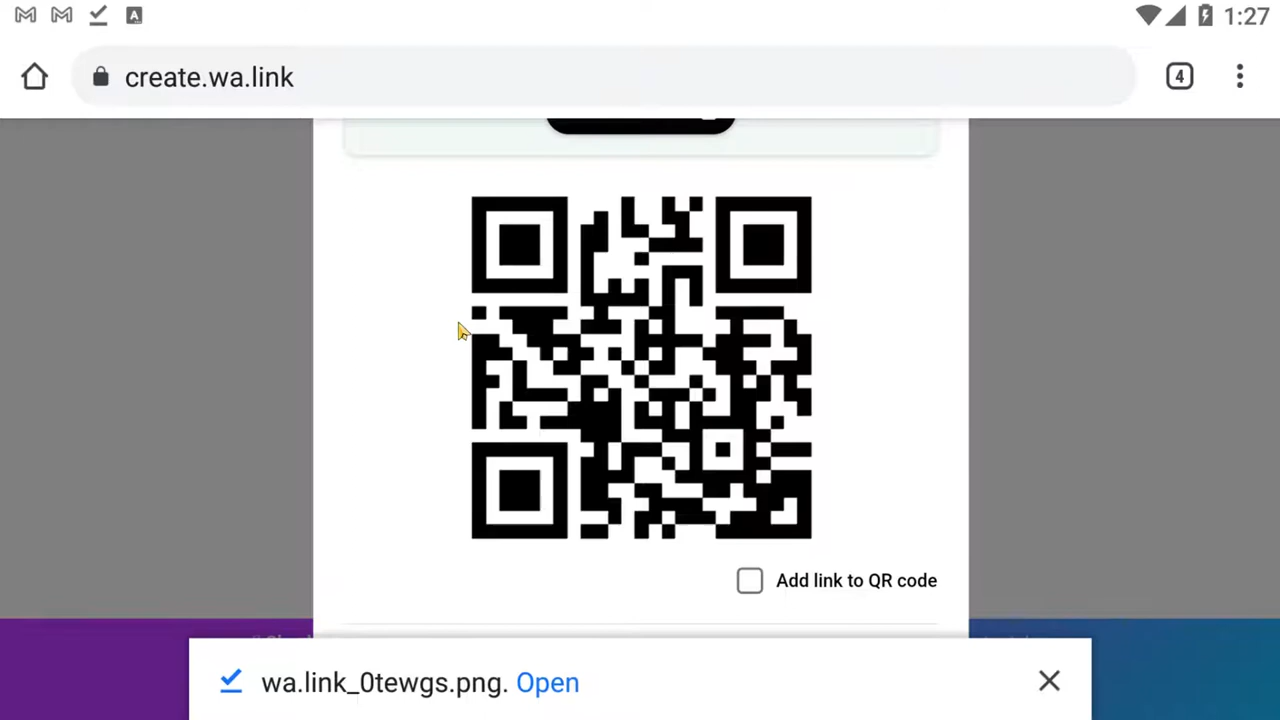 1:27
create.wa.link
4
Add link to QR code
wa.link_0tewgs.png. Open